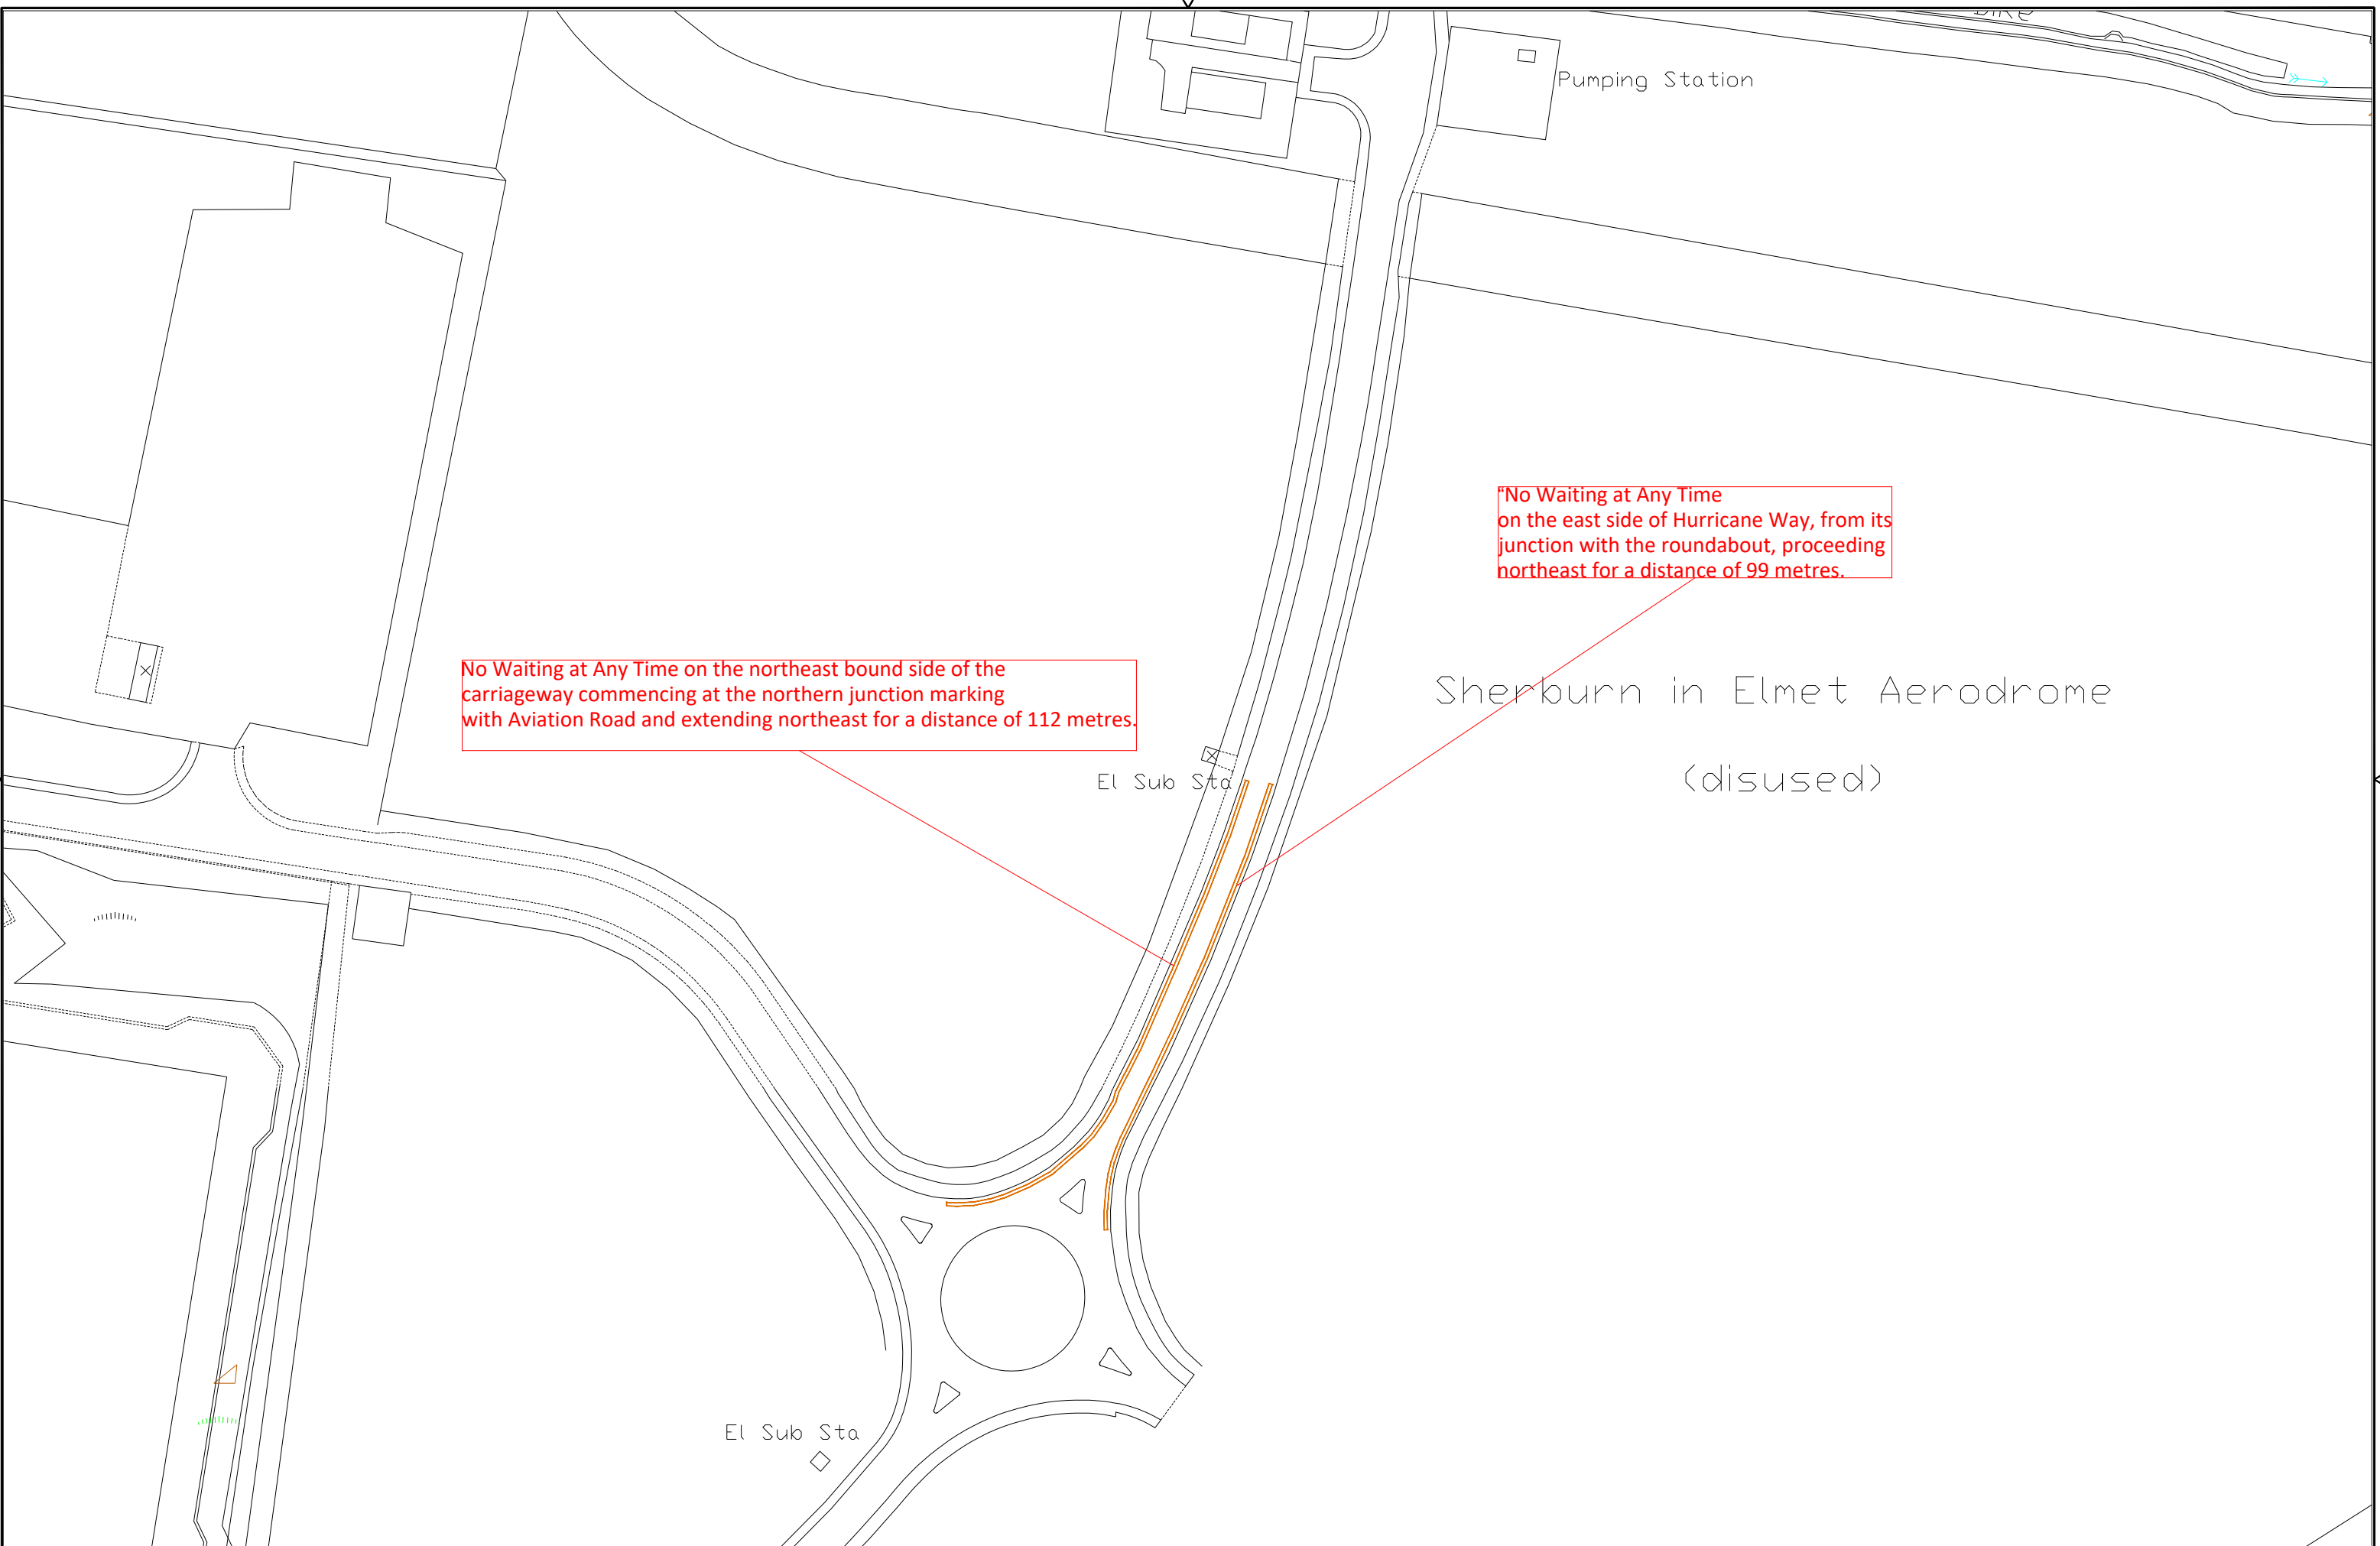 DIKE
Pumping Station
“No Waiting at Any Time
on the east side of Hurricane Way, from its
junction with the roundabout, proceeding
northeast for a distance of 99 metres.
No Waiting at Any Time on the northeast bound side of the
carriageway commencing at the northern junction marking
with Aviation Road and extending northeast for a distance of 112 metres.
Sherburn in Elmet Aerodrome
(disused)
El Sub Sta
El Sub Sta